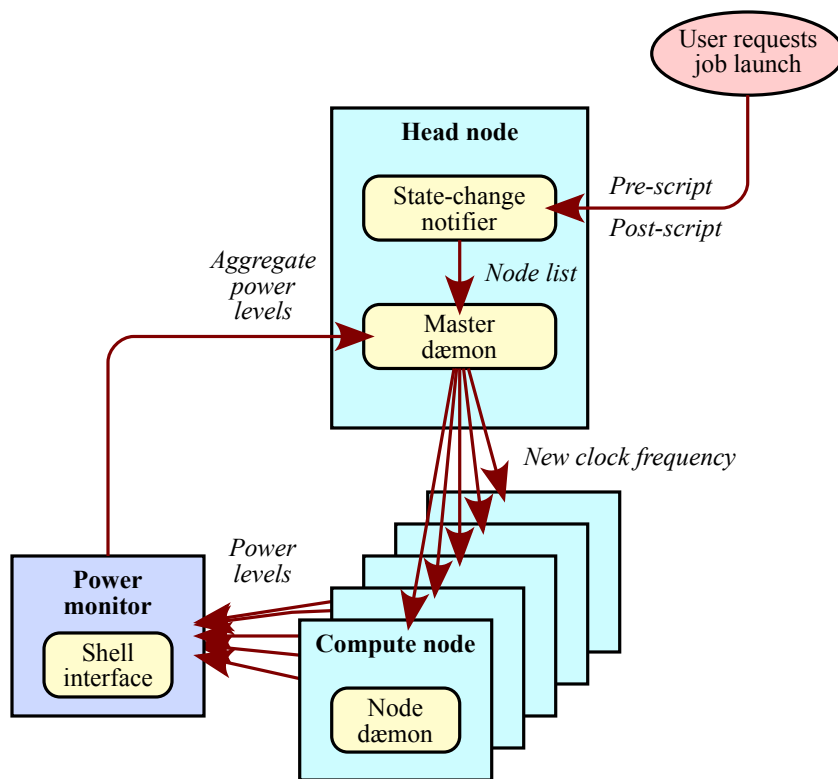 User requests
job launch
Head node
State-change
notifier
Pre-script
Post-script
Node list
Aggregate
power
levels
Master
dæmon
New clock frequency
Power
levels
Power
monitor
Shell
interface
Compute node
Node
dæmon